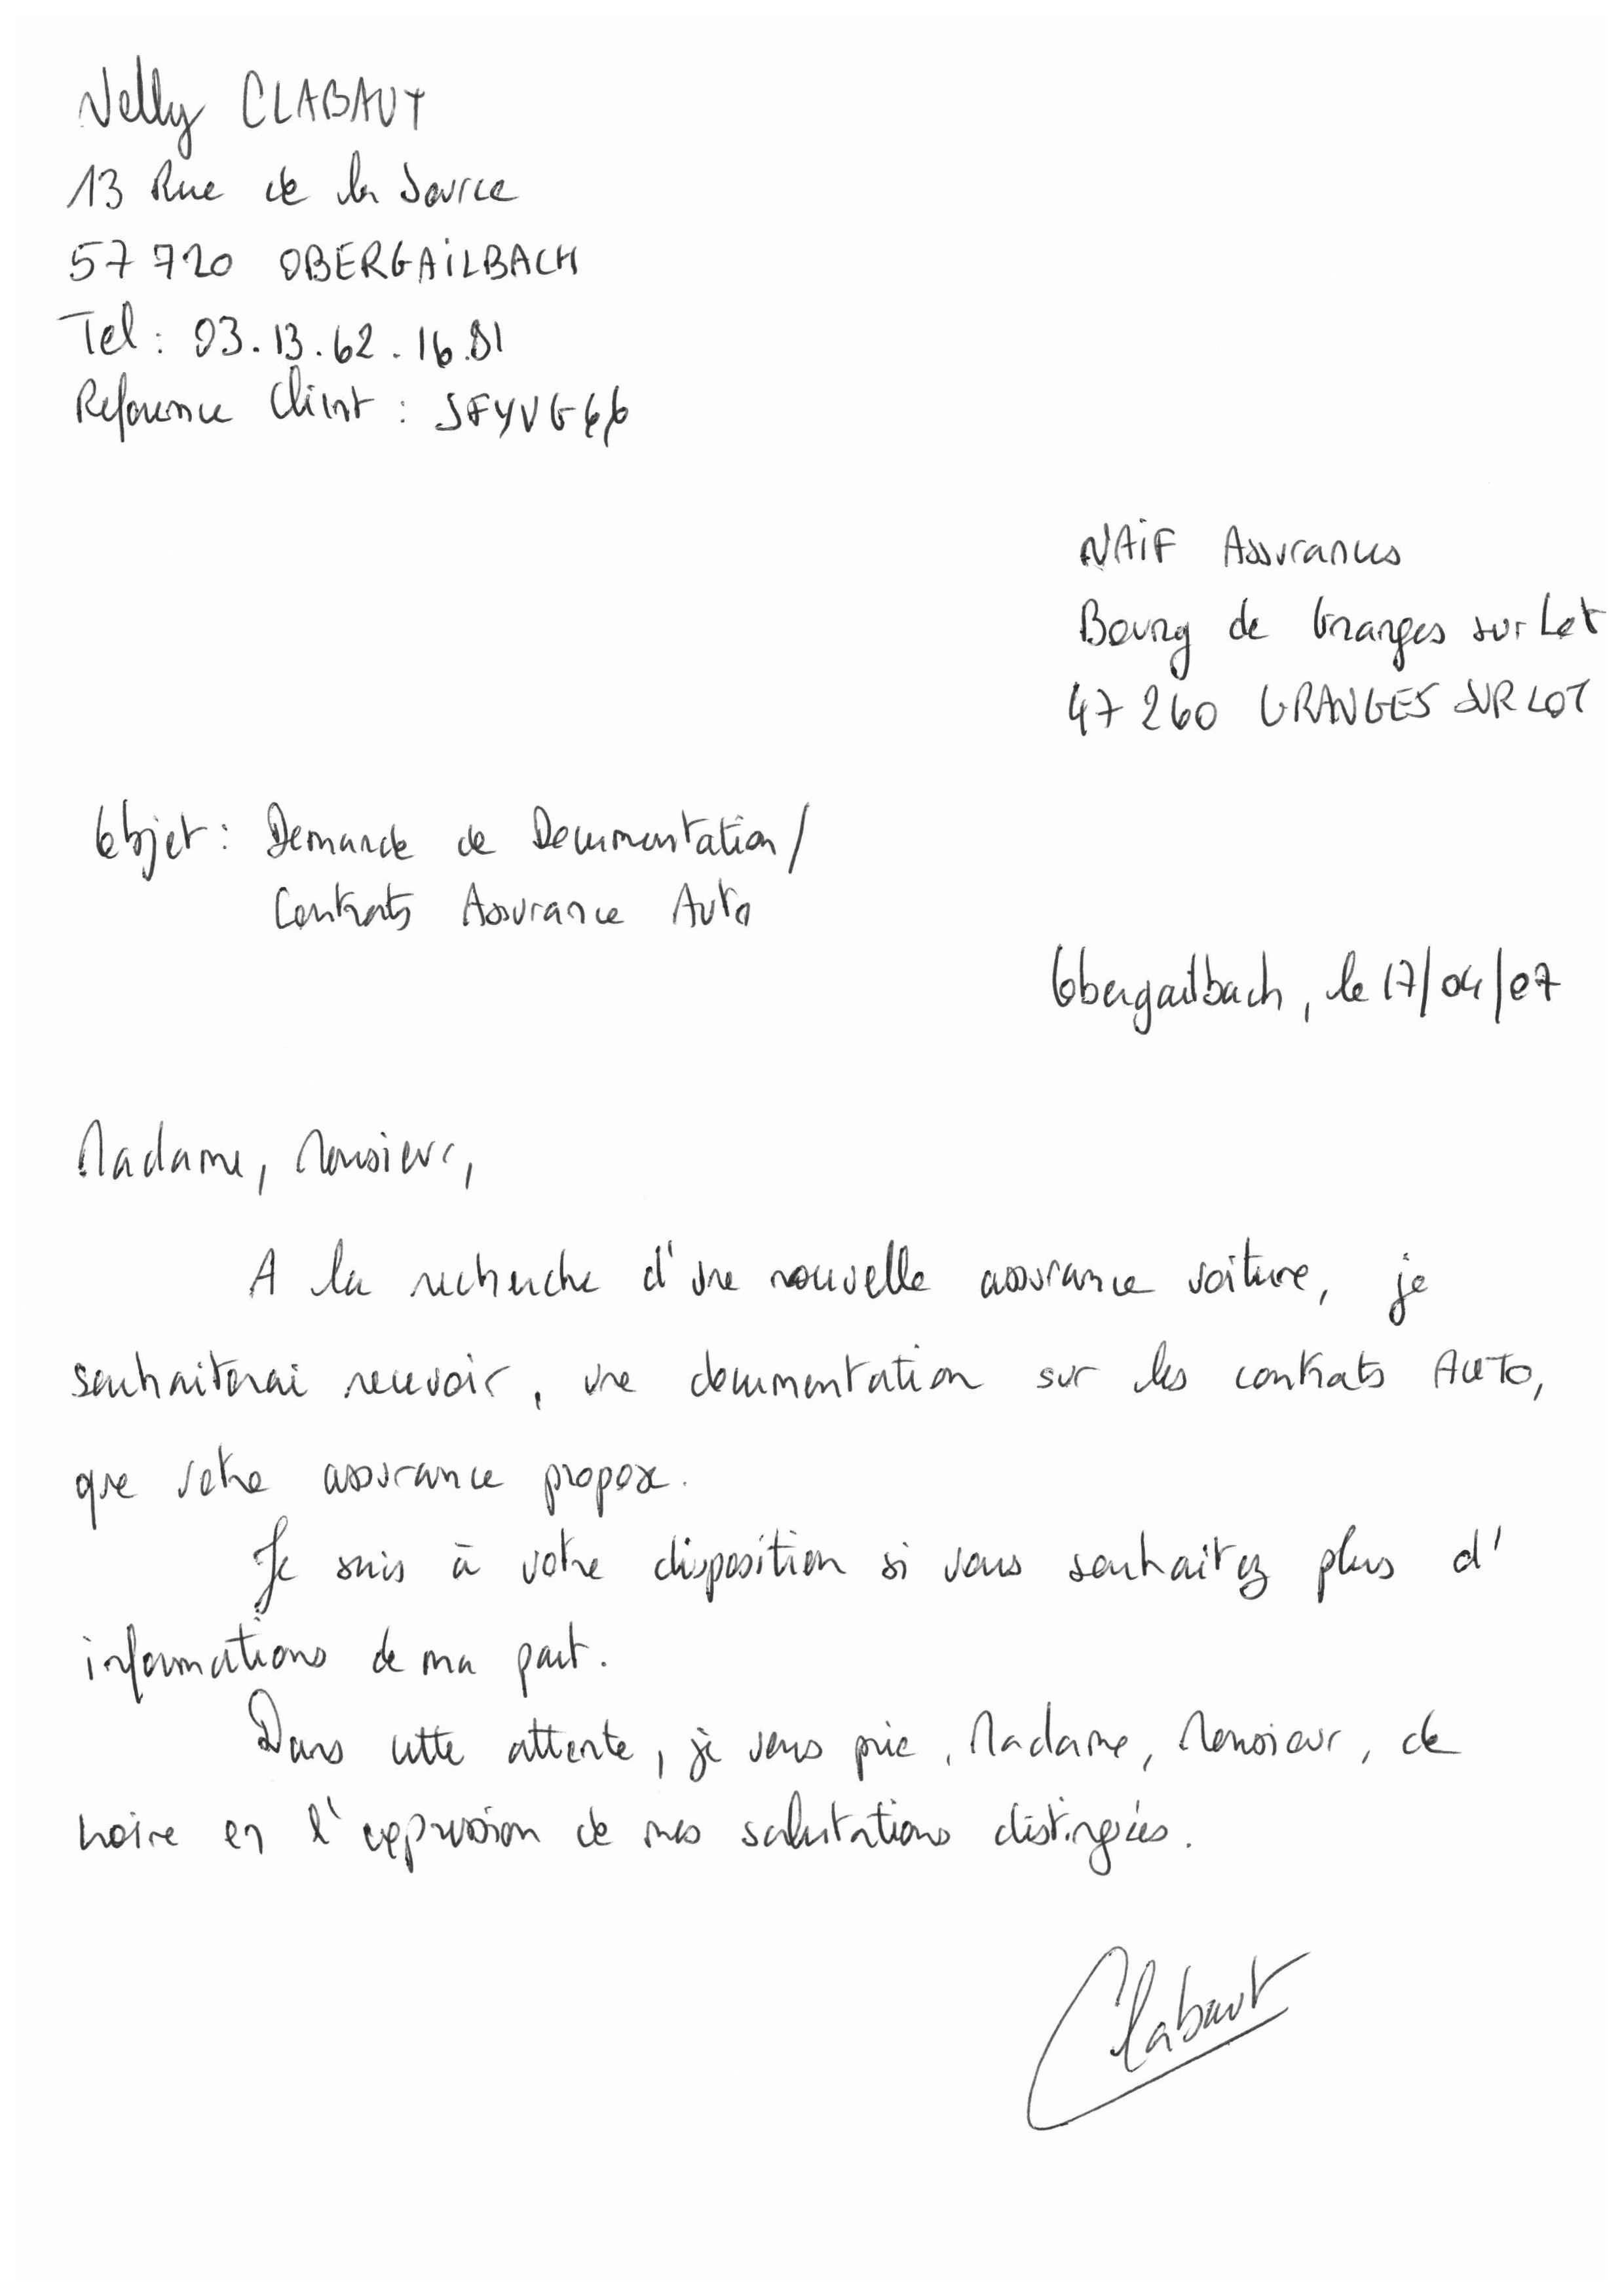 Nelly CLABAUT
13 Rue de la Source
57 720 OBERGAILBACH
Tel : 03.13.62.16.81
Reference Client : SFYVG66
NAIF Assurances
Bourg de Granges sur Lot
47 260 GRANGES SUR LOT
Objet : Demande de Documentation/
Contrats Assurance Auto
Obergailbach, le 17/04/07
Madame, Monsieur,
A la recherche d'une nouvelle assurance voiture, je
souhaiterai recevoir, une documentation sur les contrats AUTO,
que votre assurance propose.
Je suis à votre disposition si vous souhaitez plus d'
informations de ma part.
Dans cette attente, je vous prie, Madame, Monsieur, de
croire en l'expression de mes salutations distinguées.
Clabaut